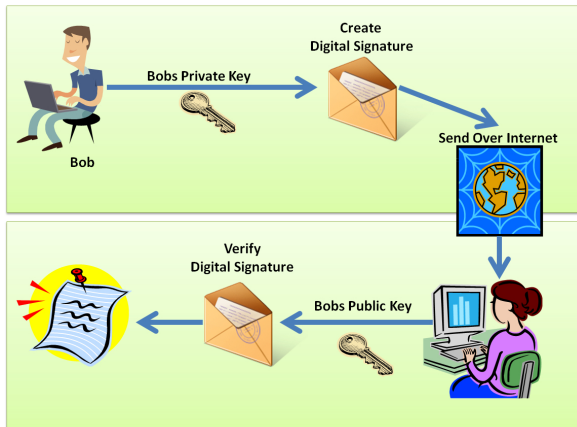 Create
Digital Signature
Bobs Private Key
Bob
Send Over Internet
Verify
Digital Signature
Bobs Public Key